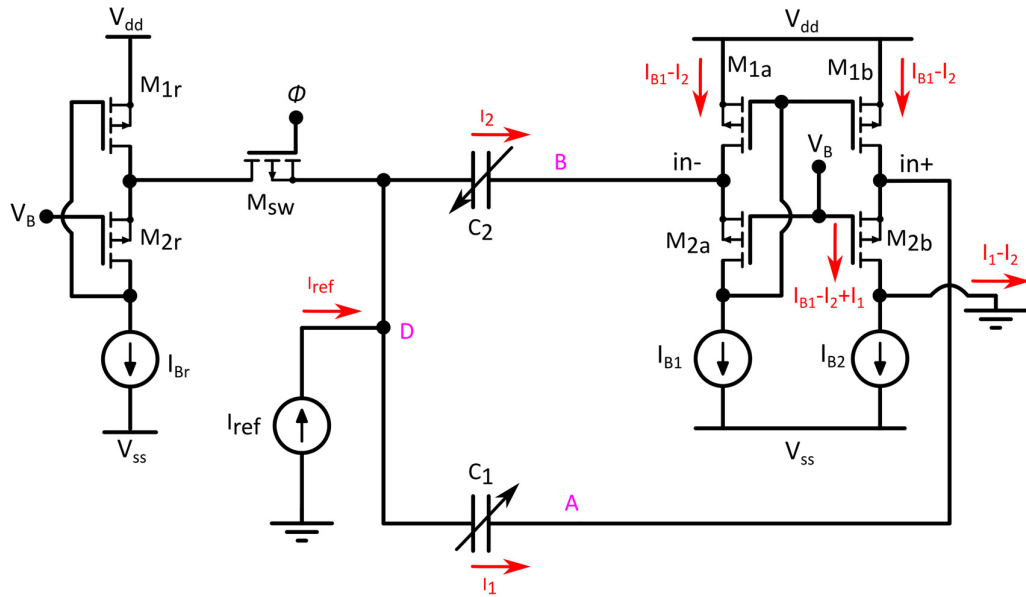 Vdd
M1r
VB
M2r
IBr
Vss
Φ
Msw
I2
C2
B
Iref
D
Iref
C1
I1
A
Vdd
IB1-I2
M1a
M1b
IB1-I2
in-
VB
in+
M2a
M2b
IB1-I2+I1
I1-I2
IB1
IB2
Vss